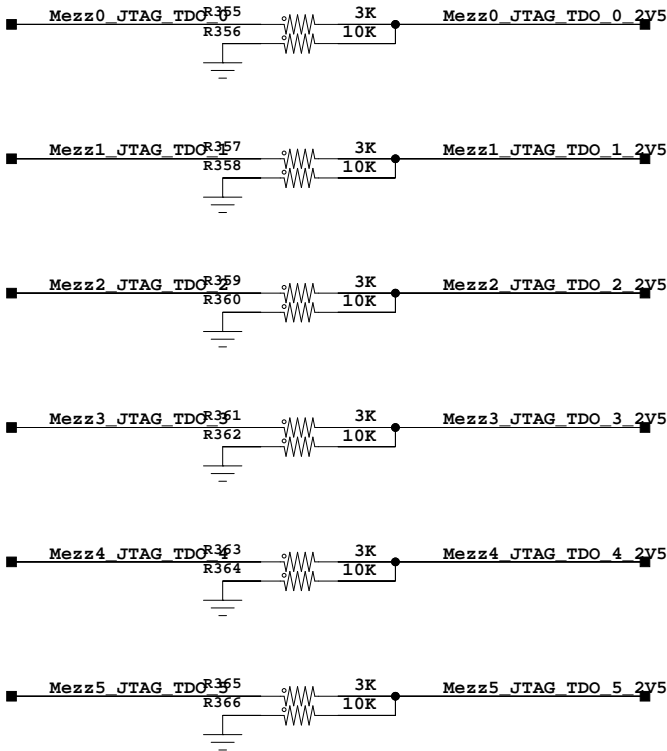 Mezz0_JTAG_TDO_0 R355 3K Mezz0_JTAG_TDO_0_2V5
R356 10K
Mezz1_JTAG_TDO_1 R357 3K Mezz1_JTAG_TDO_1_2V5
R358 10K
Mezz2_JTAG_TDO_2 R359 3K Mezz2_JTAG_TDO_2_2V5
R360 10K
Mezz3_JTAG_TDO_3 R361 3K Mezz3_JTAG_TDO_3_2V5
R362 10K
Mezz4_JTAG_TDO_4 R363 3K Mezz4_JTAG_TDO_4_2V5
R364 10K
Mezz5_JTAG_TDO_5 R365 3K Mezz5_JTAG_TDO_5_2V5
R366 10K